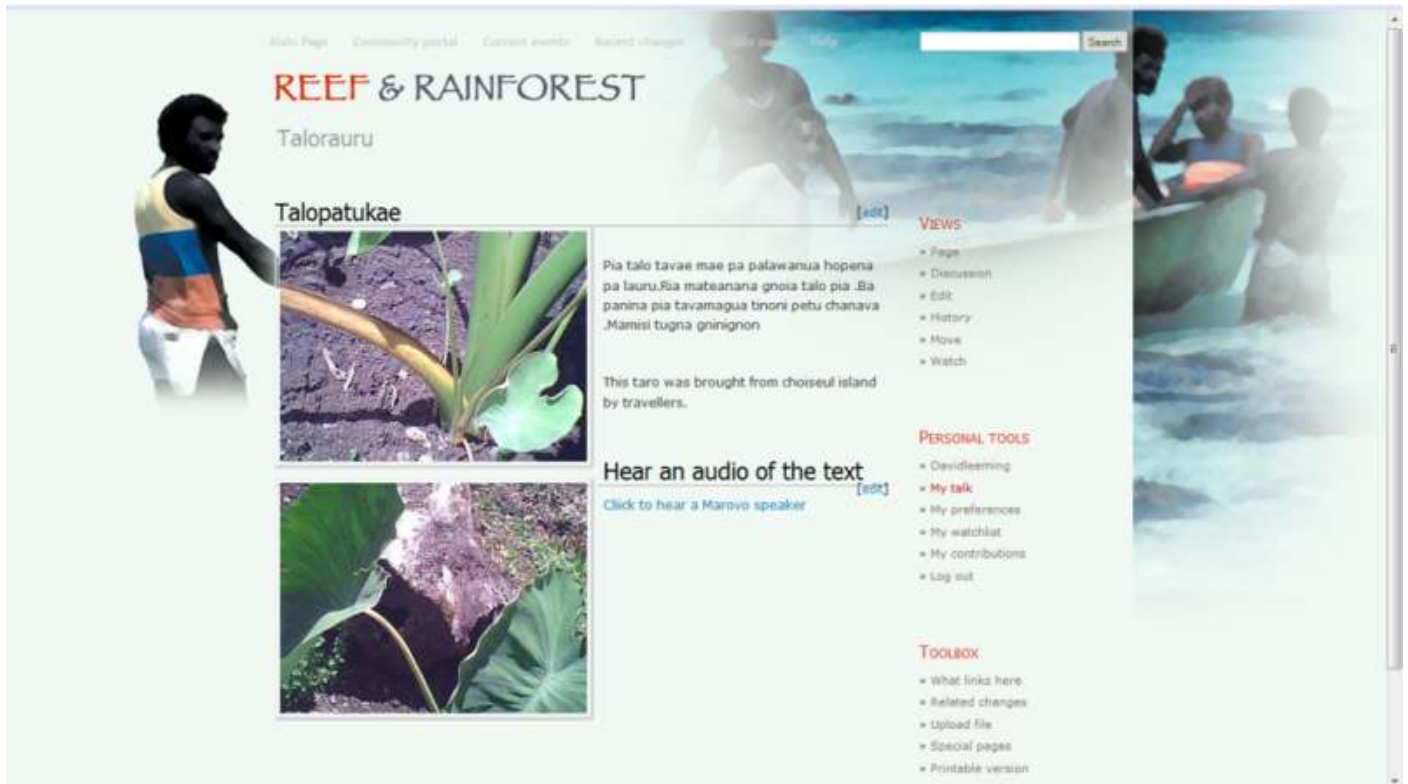 Main Page Community portal Current events Recent changes Help
Search
REEF & RAINFOREST
Talorauru
Talopatukae
[edit]
Pia talo tavae mae pa palawanua hopena
pa lauru.Ria mateanana gnoia talo pia .Ba
panina pia tavamagua tinoni petu chanava
.Mamisi tugna gninignon
This taro was brought from choiseul island
by travellers.
Hear an audio of the text
[edit]
Click to hear a Marovo speaker
VIEWS
» Page
» Discussion
» Edit
» History
» Move
» Watch
PERSONAL TOOLS
» Davidleeming
» My talk
» My preferences
» My watchlist
» My contributions
» Log out
TOOLBOX
» What links here
» Related changes
» Upload file
» Special pages
» Printable version